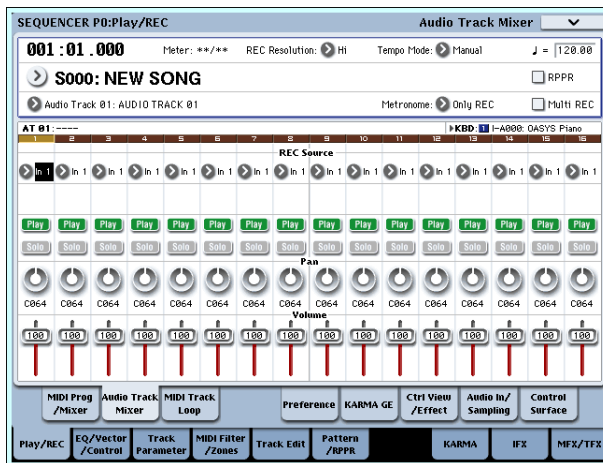 SEQUENCER P0:Play/REC Audio Track Mixer
001 :01 .000 Meter: **/** REC Resolution: Hi Tempo Mode: Manual ♩ = 120.00
S000: NEW SONG RPPR
Audio Track 01: AUDIO TRACK 01 Metronome: Only REC Multi REC
AT 01:---- KBD: 1 I-A000: OASYS Piano
1 2 3 4 5 6 7 8 9 10 11 12 13 14 15 16
REC Source
In 1 In 1 In 1 In 1 In 1 In 1 In 1 In 1 In 1 In 1 In 1 In 1 In 1 In 1 In 1 In 1
Play Play Play Play Play Play Play Play Play Play Play Play Play Play Play Play
Solo Solo Solo Solo Solo Solo Solo Solo Solo Solo Solo Solo Solo Solo Solo Solo
Pan
C064 C064 C064 C064 C064 C064 C064 C064 C064 C064 C064 C064 C064 C064 C064 C064
Volume
100 100 100 100 100 100 100 100 100 100 100 100 100 100 100 100
MIDI Prog /Mixer Audio Track Mixer MIDI Track Loop Preference KARMA GE Ctrl View /Effect Audio In/ Sampling Control Surface
Play/REC EQ/Vector /Control Track Parameter MIDI Filter /Zones Track Edit Pattern /RPPR KARMA IFX MFX/TFX